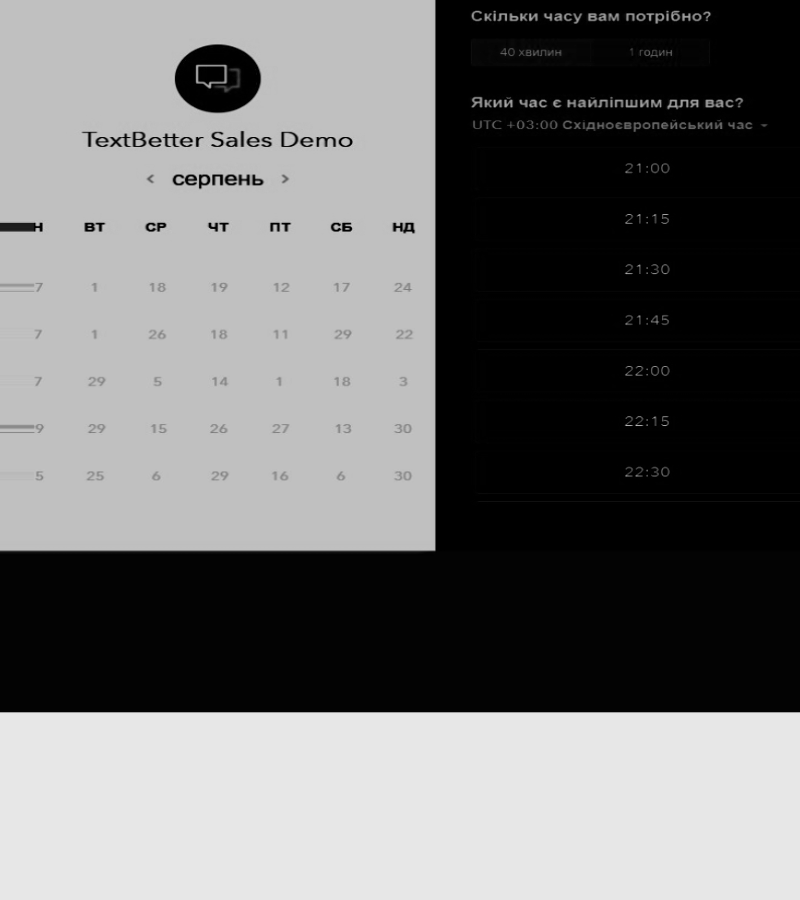 TextBetter Sales Demo
< серпень >
Н ВТ СР ЧТ ПТ СБ НД
7 1 18 19 12 17 24
7 1 26 18 11 29 22
7 29 5 14 1 18 3
9 29 15 26 27 13 30
5 25 6 29 16 6 30
Скільки часу вам потрібно?
40 хвилин 1 годин
Який час є найліпшим для вас?
UTC +03:00 Східноєвропейський час
21:00
21:15
21:30
21:45
22:00
22:15
22:30